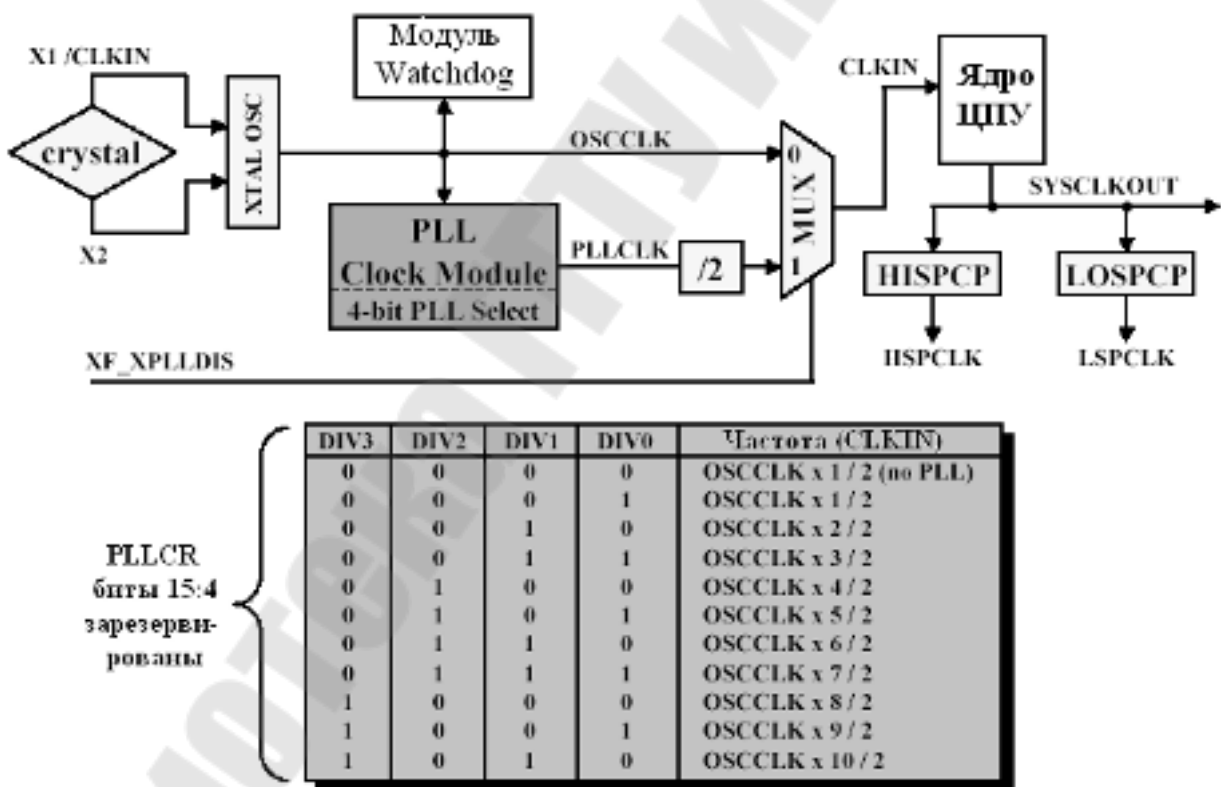 Модуль
Watchdog
X1 /CLKIN
CLKIN
Ядро
ЦПУ
crystal
XTAL OSC
OSCCLK
0
MUX
1
SYSCLKOUT
X2
PLL
Clock Module
4-bit PLL Select
PLLCLK
/2
HISPCP
LOSPCP
XF_XPLLDIS
HSPCLK
LSPCLK
DIV3 DIV2 DIV1 DIV0 Частота (CLKIN)
0 0 0 0 OSCCLK x 1 / 2 (no PLL)
0 0 0 1 OSCCLK x 1 / 2
0 0 1 0 OSCCLK x 2 / 2
0 0 1 1 OSCCLK x 3 / 2
0 1 0 0 OSCCLK x 4 / 2
0 1 0 1 OSCCLK x 5 / 2
0 1 1 0 OSCCLK x 6 / 2
0 1 1 1 OSCCLK x 7 / 2
1 0 0 0 OSCCLK x 8 / 2
1 0 0 1 OSCCLK x 9 / 2
1 0 1 0 OSCCLK x 10 / 2
PLLCR
биты 15:4
зарезерви-
рованы